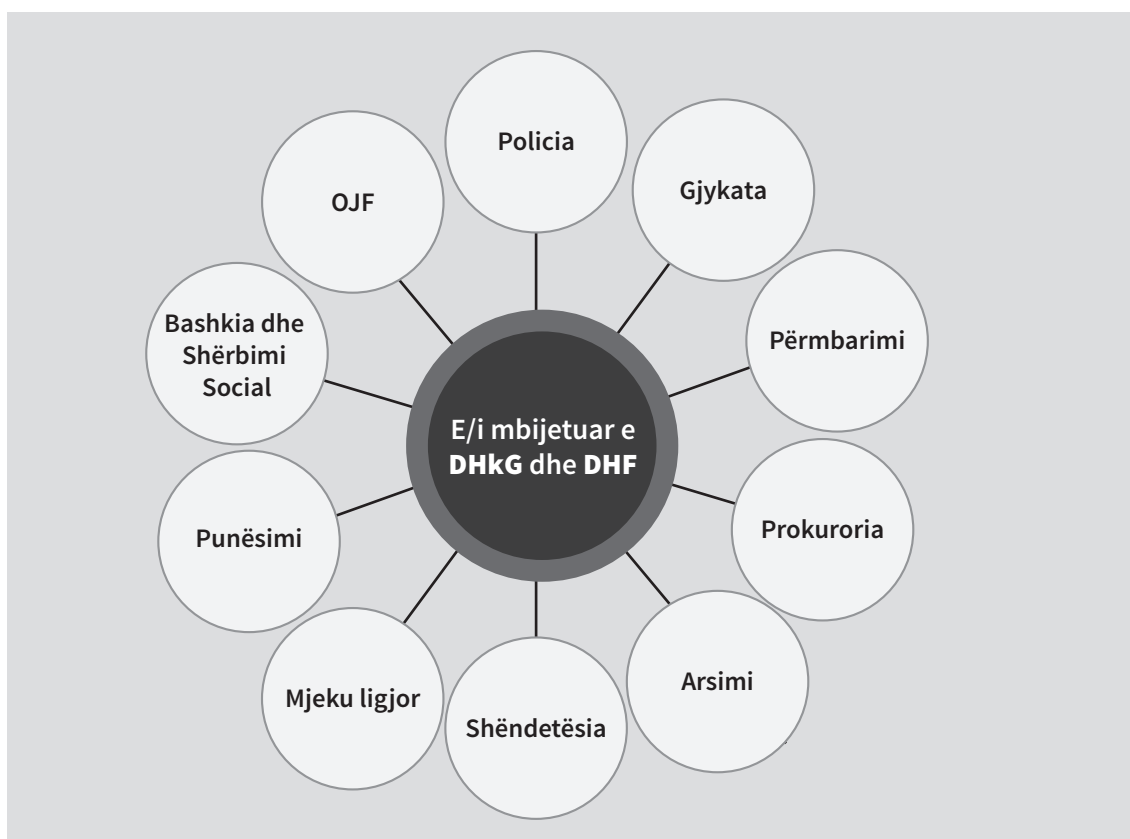 Policia
Gjykata
OJF
Përmbarimi
Bashkia dhe
Shërbimi
Social
E/i mbijetuar e
DHkG dhe DHF
Prokuroria
Punësimi
Arsimi
Mjeku ligjor
Shëndetësia